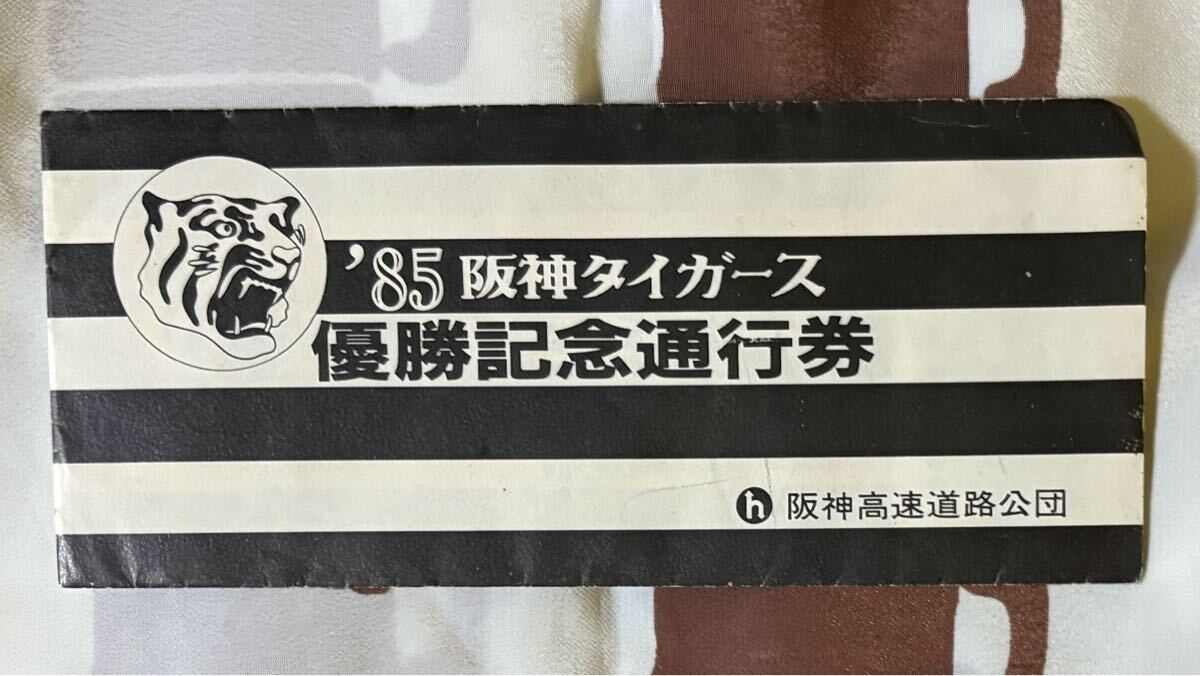 '85 阪神タイガース
優勝記念通行券
h 阪神高速道路公団